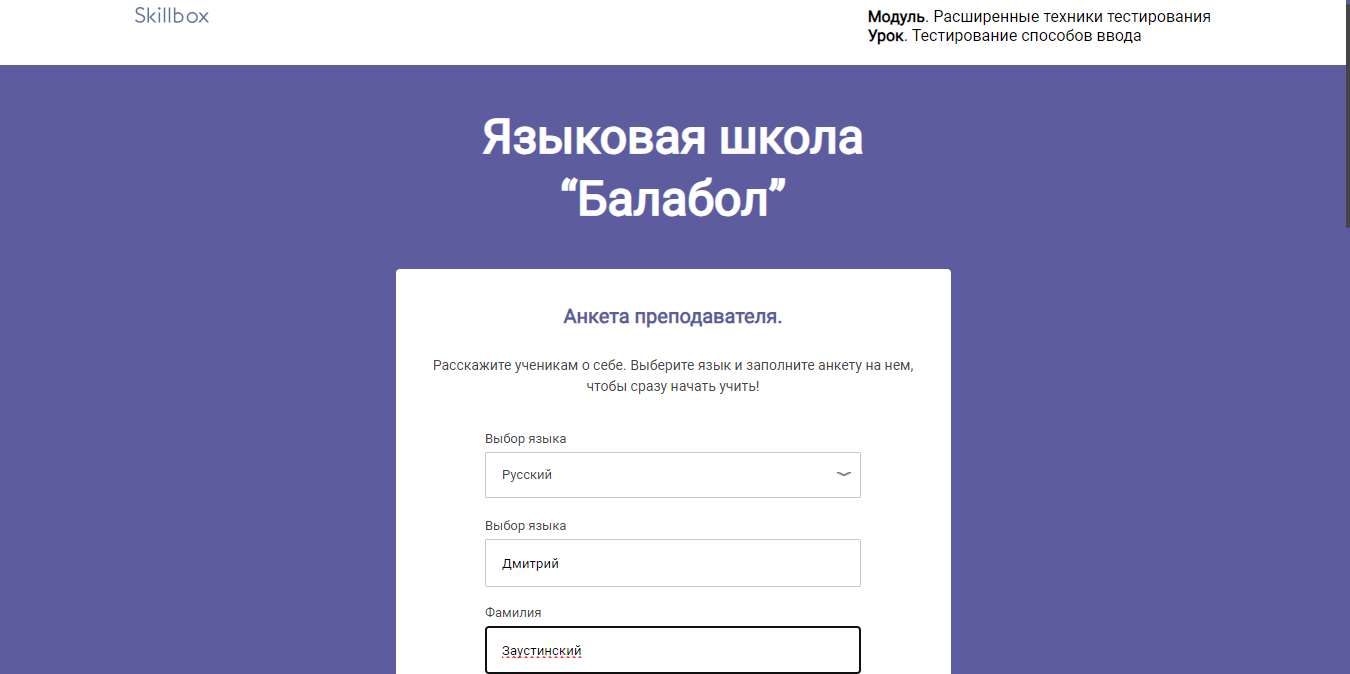 Skillbox
Модуль. Расширенные техники тестирования
Урок. Тестирование способов ввода
Языковая школа
“Балабол”
Анкета преподавателя.
Расскажите ученикам о себе. Выберите язык и заполните анкету на нем,
чтобы сразу начать учить!
Выбор языка
Русский
Выбор языка
Дмитрий
Фамилия
Заустинский